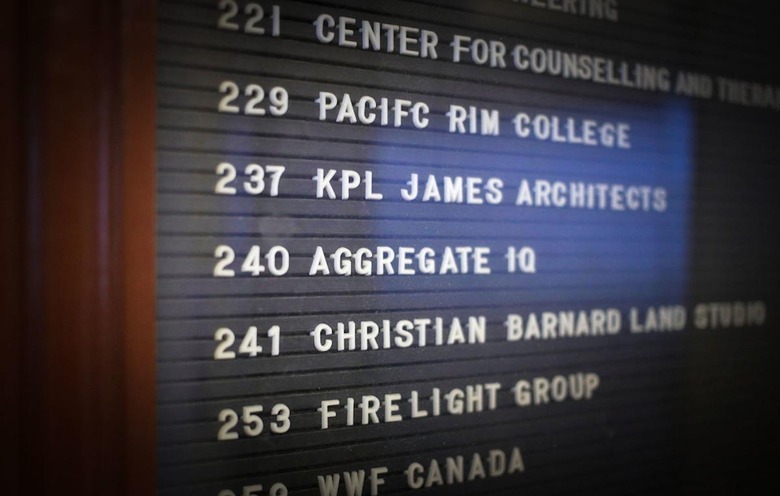 221 CENTER FOR COUNSELLING AND
229 PACIFC RIM COLLEGE
237 KPL JAMES ARCHITECTS
240 AGGREGATE IQ
241 CHRISTIAN BARNARD LAND STUDIO
253 FIRELIGHT GROUP
WWF CANADA